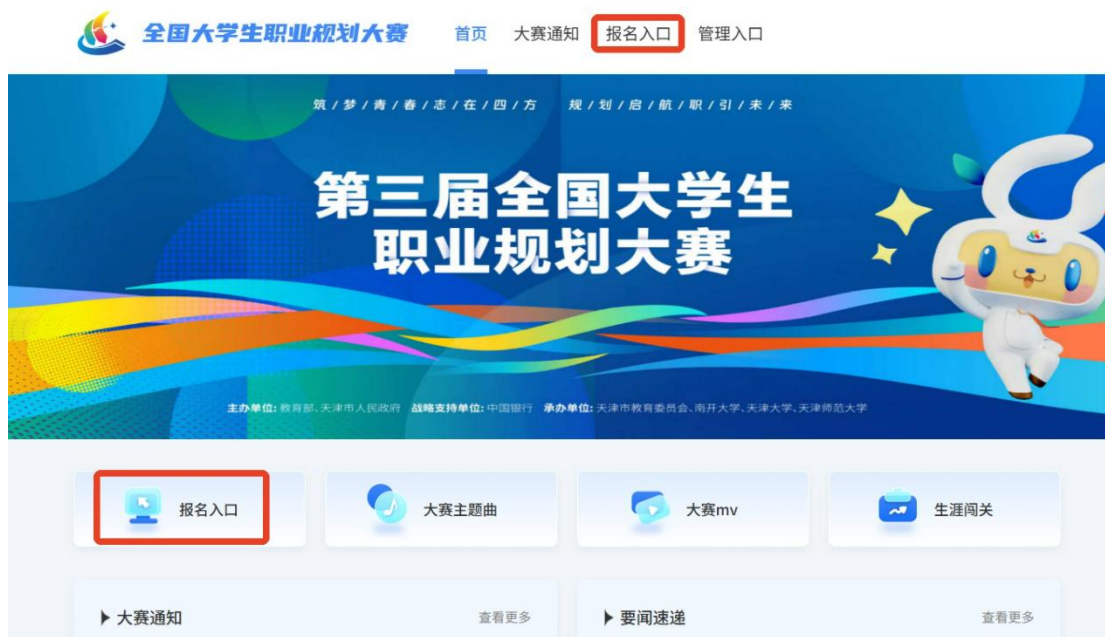 全国大学生职业规划大赛 首页 大赛通知 报名入口 管理入口
筑/梦/青/春/志/在/四/方 规/划/启/航/职/引/未/来
第三届全国大学生
职业规划大赛
主办单位:教育部、天津市人民政府 战略支持单位:中国银行 承办单位:天津市教育委员会、南开大学、天津大学、天津师范大学
报名入口 大赛主题曲 大赛mv 生涯闯关
大赛通知 查看更多 要闻速递 查看更多